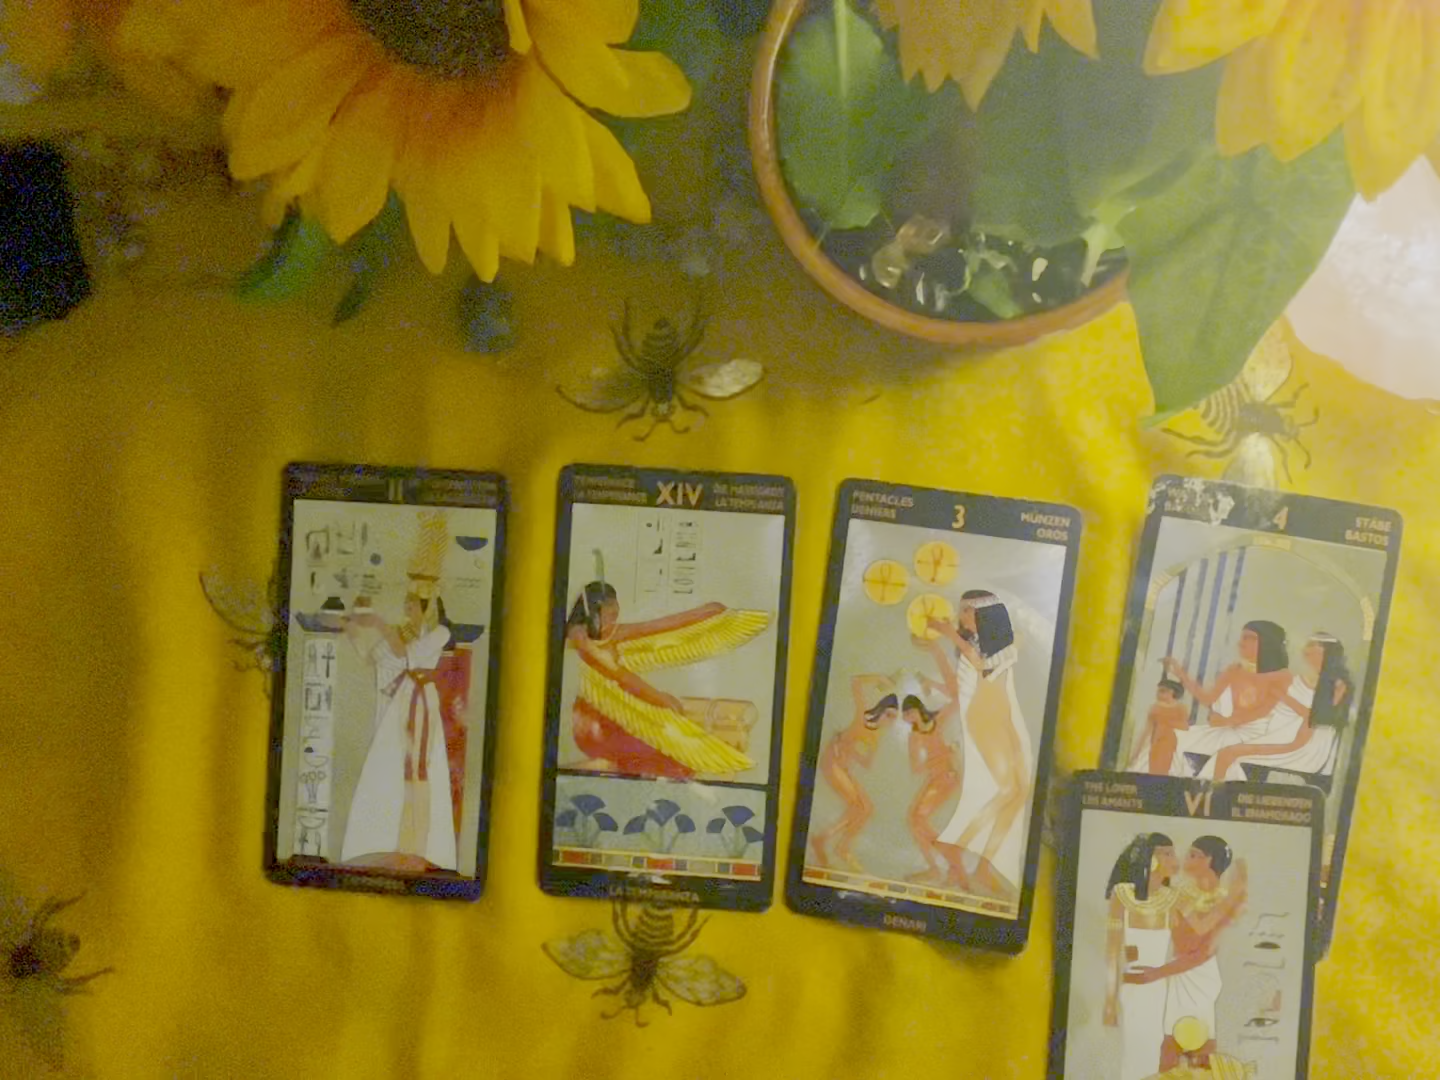 II
TEMPERANCE
LA TEMPERANCE
XIV
DIE MÄSSIGKEIT
LA TEMPLANZA
LA TEMPERANZA
PENTACLES
DENIERS
3
MÜNZEN
OROS
DENARI
4
STÄBE
BASTOS
THE LOVER
LES AMANTS
VI
DIE LIEBENDEN
EL ENAMORADO